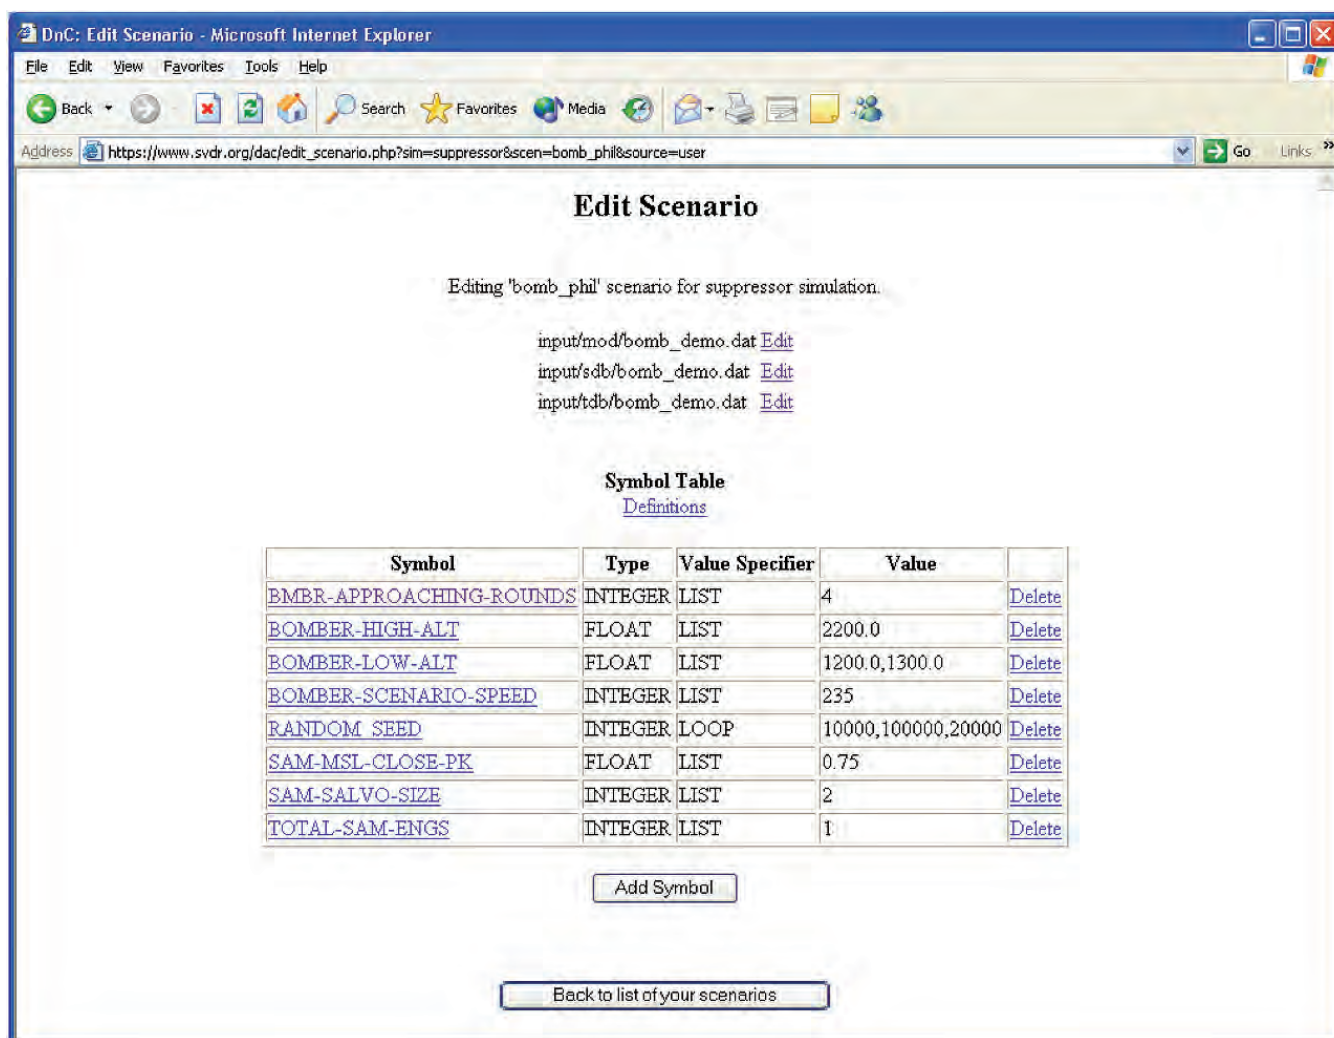 DnC: Edit Scenario - Microsoft Internet Explorer
File Edit View Favorites Tools Help
Back Search Favorites Media
Address https://www.svdr.org/dac/edit_scenario.php?sim=suppressor&scen=bomb_phil&source=user Go Links »
Edit Scenario
Editing 'bomb_phil' scenario for suppressor simulation.
input/mod/bomb_demo.dat Edit
input/sdb/bomb_demo.dat Edit
input/tdb/bomb_demo.dat Edit
Symbol Table
Definitions
Symbol Type Value Specifier Value
BMBR-APPROACHING-ROUNDS INTEGER LIST 4 Delete
BOMBER-HIGH-ALT FLOAT LIST 2200.0 Delete
BOMBER-LOW-ALT FLOAT LIST 1200.0,1300.0 Delete
BOMBER-SCENARIO-SPEED INTEGER LIST 235 Delete
RANDOM_SEED INTEGER LOOP 10000,100000,20000 Delete
SAM-MSL-CLOSE-PK FLOAT LIST 0.75 Delete
SAM-SALVO-SIZE INTEGER LIST 2 Delete
TOTAL-SAM-ENGS INTEGER LIST 1 Delete
Add Symbol
Back to list of your scenarios